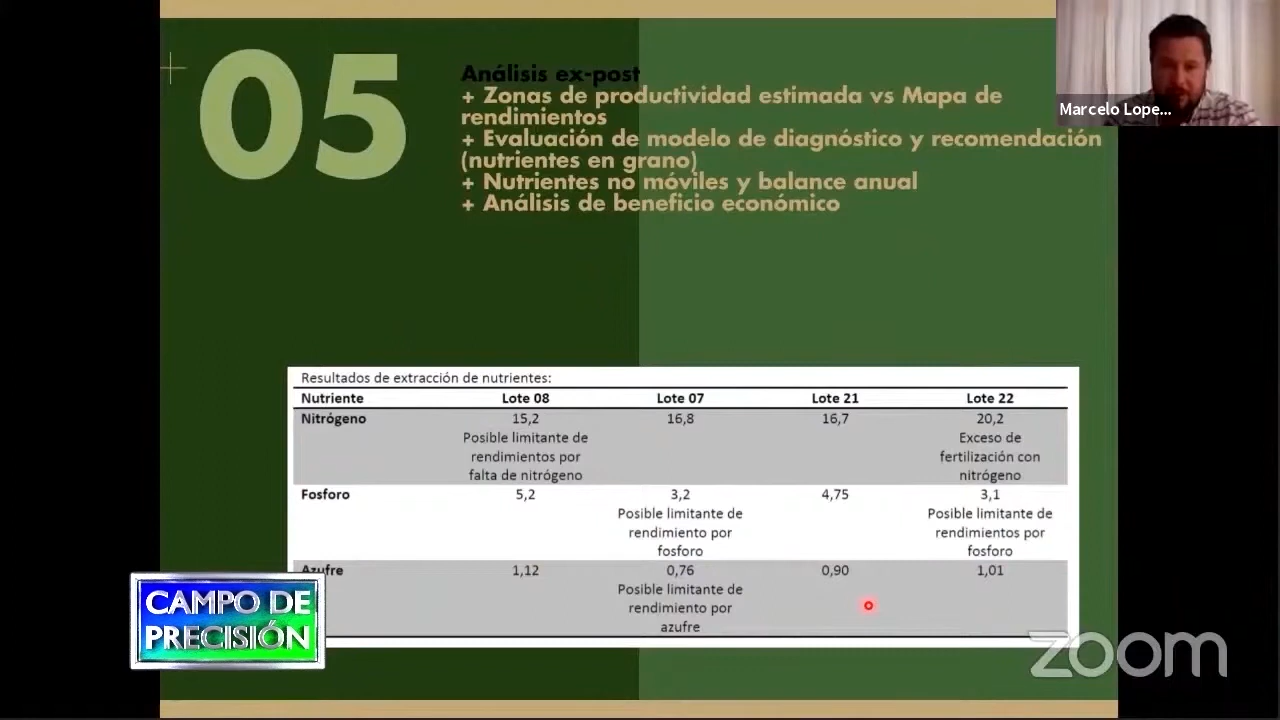 05
Análisis ex-post
+ Zonas de productividad estimada vs Mapa de
rendimientos
+ Evaluación de modelo de diagnóstico y recomendación
(nutrientes en grano)
+ Nutrientes no móviles y balance anual
+ Análisis de beneficio económico
Marcelo Lope...
Resultados de extracción de nutrientes:
Nutriente Lote 08 Lote 07 Lote 21 Lote 22
Nitrógeno 15,2 16,8 16,7 20,2
Posible limitante de Exceso de
rendimientos por fertilización con
falta de nitrógeno nitrógeno
Fosforo 5,2 3,2 4,75 3,1
Posible limitante de Posible limitante de
rendimiento por rendimientos por
fosforo fosforo
Azufre 1,12 0,76 0,90 1,01
Posible limitante de
rendimiento por
azufre
CAMPO DE
PRECISIÓN
zoom